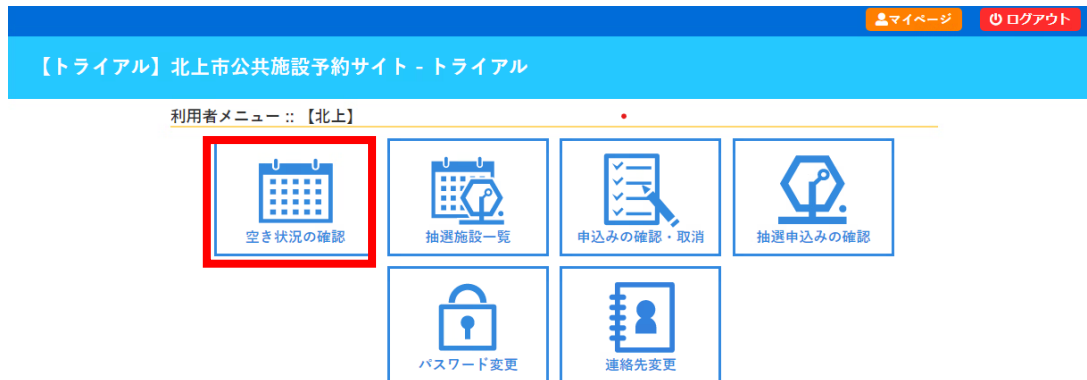 マイページ ログアウト
【トライアル】北上市公共施設予約サイト - トライアル
利用者メニュー :: 【北上】
空き状況の確認 抽選施設一覧 申込みの確認・取消 抽選申込みの確認
パスワード変更 連絡先変更